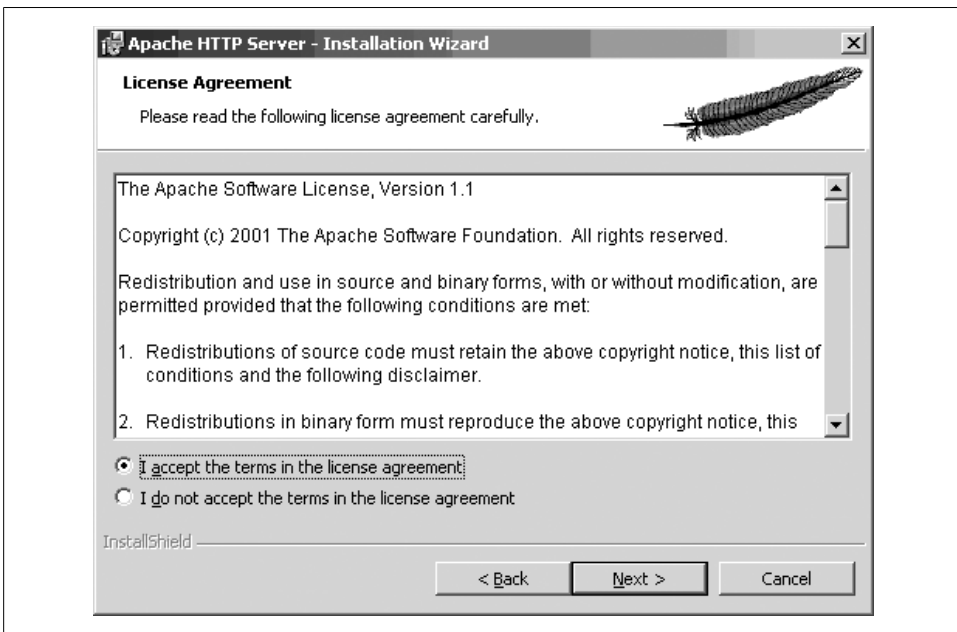 Apache HTTP Server - Installation Wizard
License Agreement
Please read the following license agreement carefully.
The Apache Software License, Version 1.1
Copyright (c) 2001 The Apache Software Foundation. All rights reserved.
Redistribution and use in source and binary forms, with or without modification, are
permitted provided that the following conditions are met:
1. Redistributions of source code must retain the above copyright notice, this list of
conditions and the following disclaimer.
2. Redistributions in binary form must reproduce the above copyright notice, this
I accept the terms in the license agreement
I do not accept the terms in the license agreement
InstallShield
< Back
Next >
Cancel